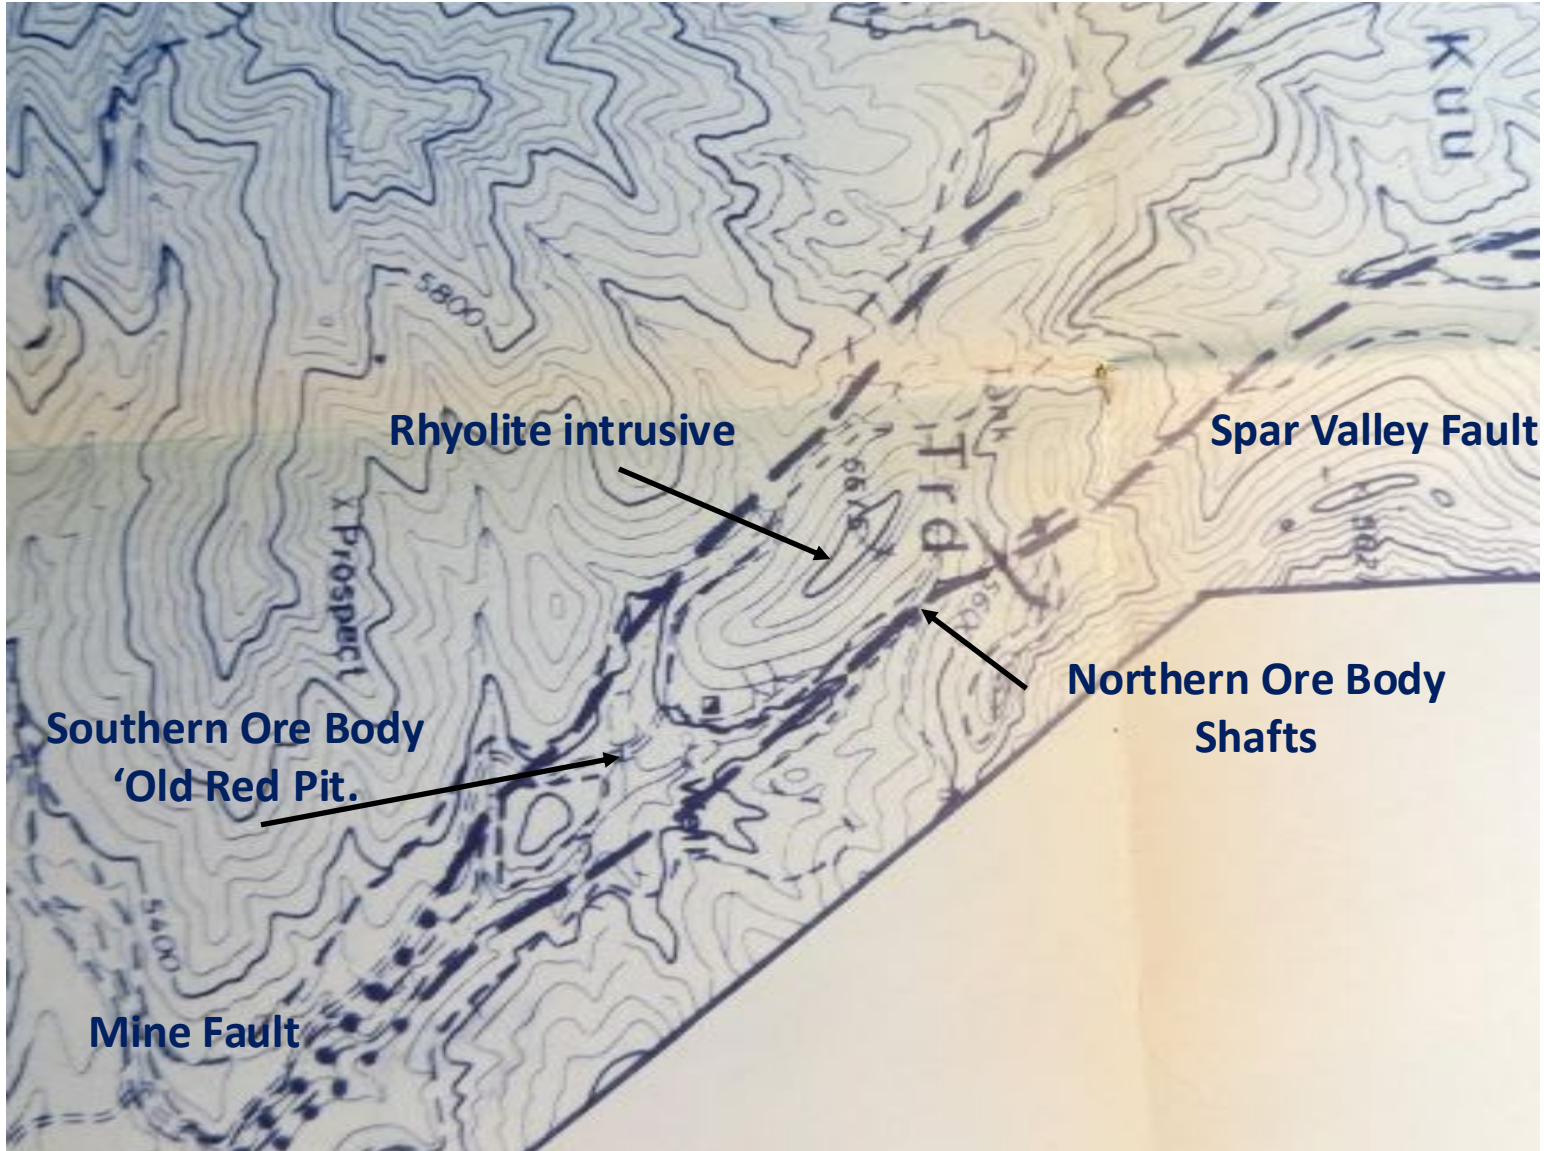 Kuu
5800
Rhyolite intrusive
Spar Valley Fault
Trd
x Prospect
Northern Ore Body
Shafts
Southern Ore Body
‘Old Red Pit.
Well
5400
Mine Fault